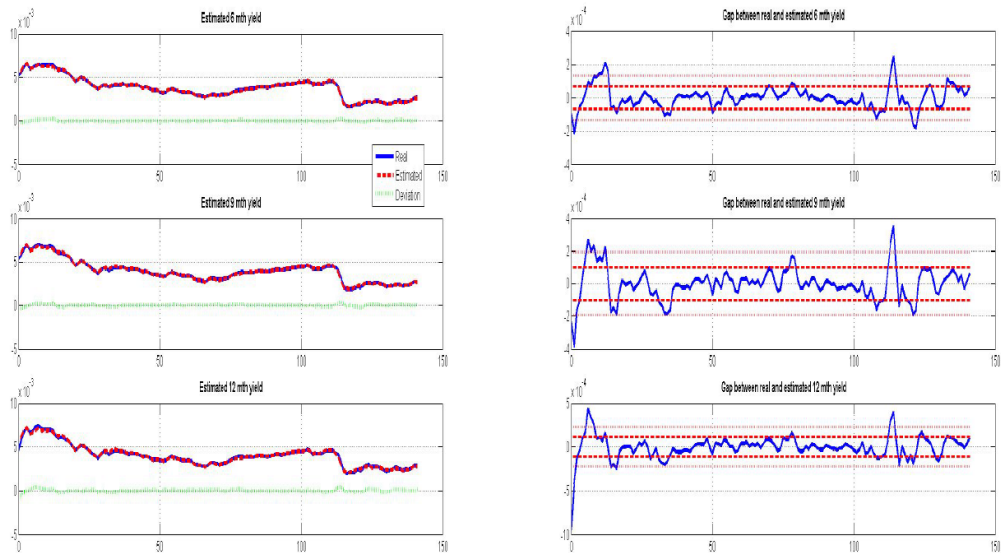 Estimated 6 mth yield
x 10^-3
10
5
0
-5
0 50 100 150
Real
Estimated
Deviation
Estimated 9 mth yield
x 10^-3
10
5
0
-5
0 50 100 150
Estimated 12 mth yield
x 10^-3
10
5
0
-5
0 50 100 150
Gap between real and estimated 6 mth yield
x 10^-4
4
2
0
-2
-4
0 50 100 150
Gap between real and estimated 9 mth yield
x 10^-4
4
2
0
-2
-4
0 50 100 150
Gap between real and estimated 12 mth yield
x 10^-4
5
0
-5
-10
0 50 100 150